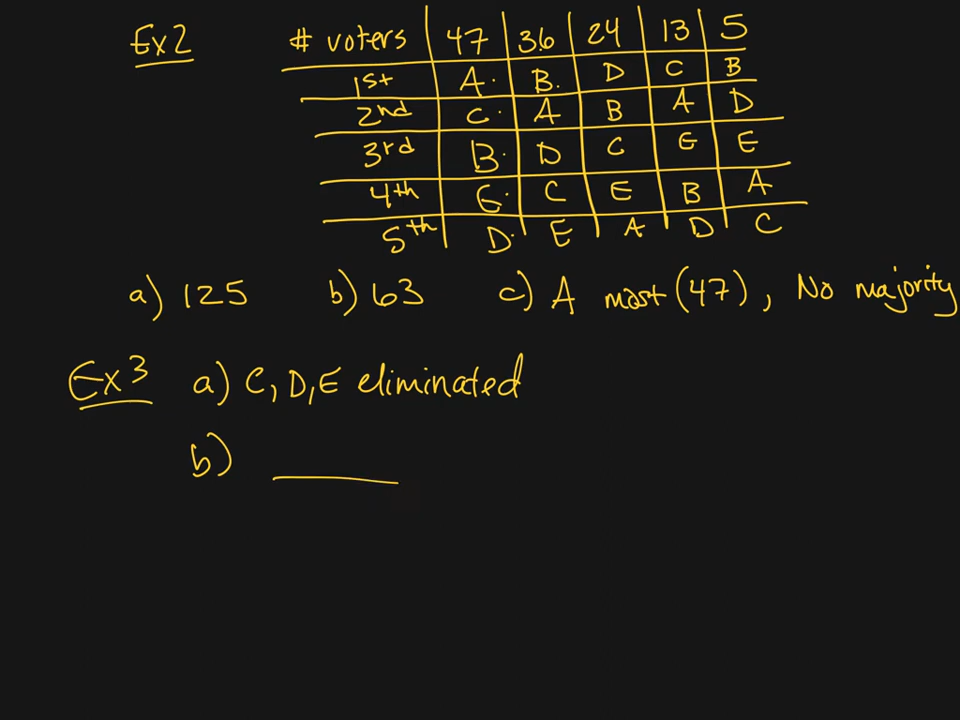 Ex2 # voters 47 36 24 13 5
1st A B D C B
2nd C A B A D
3rd B D C E E
4th E C E B A
5th D E A D C
a) 125 b) 63 c) A most (47), No majority
Ex3 a) C, D, E eliminated
b)